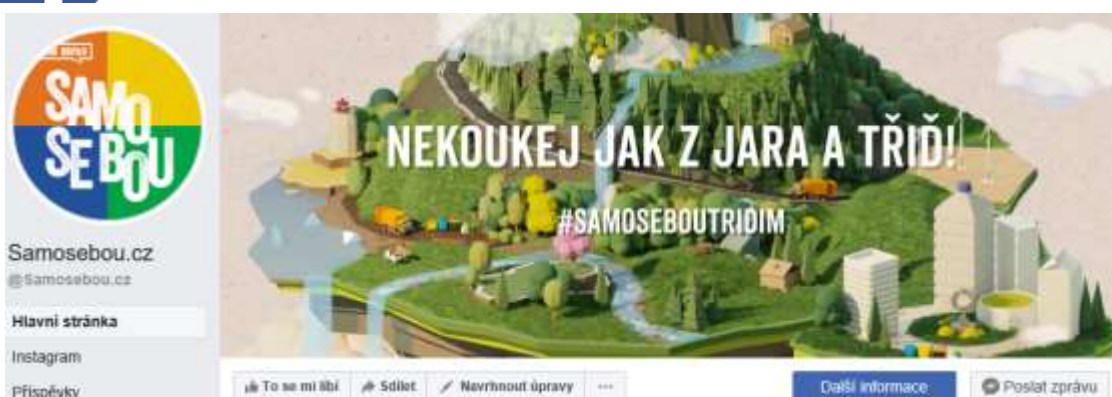 SAMO
SE BOU
Samosebou.cz
@Samosebou.cz
Hlavní stránka
Instagram
Příspěvky
NEKOUKEJ JAK Z JARA A TŘIĎ!
#SAMOSEBOUTRIDIM
To se mi líbí
Sdílet
Navrhnout úpravy
Další informace
Poslat zprávu